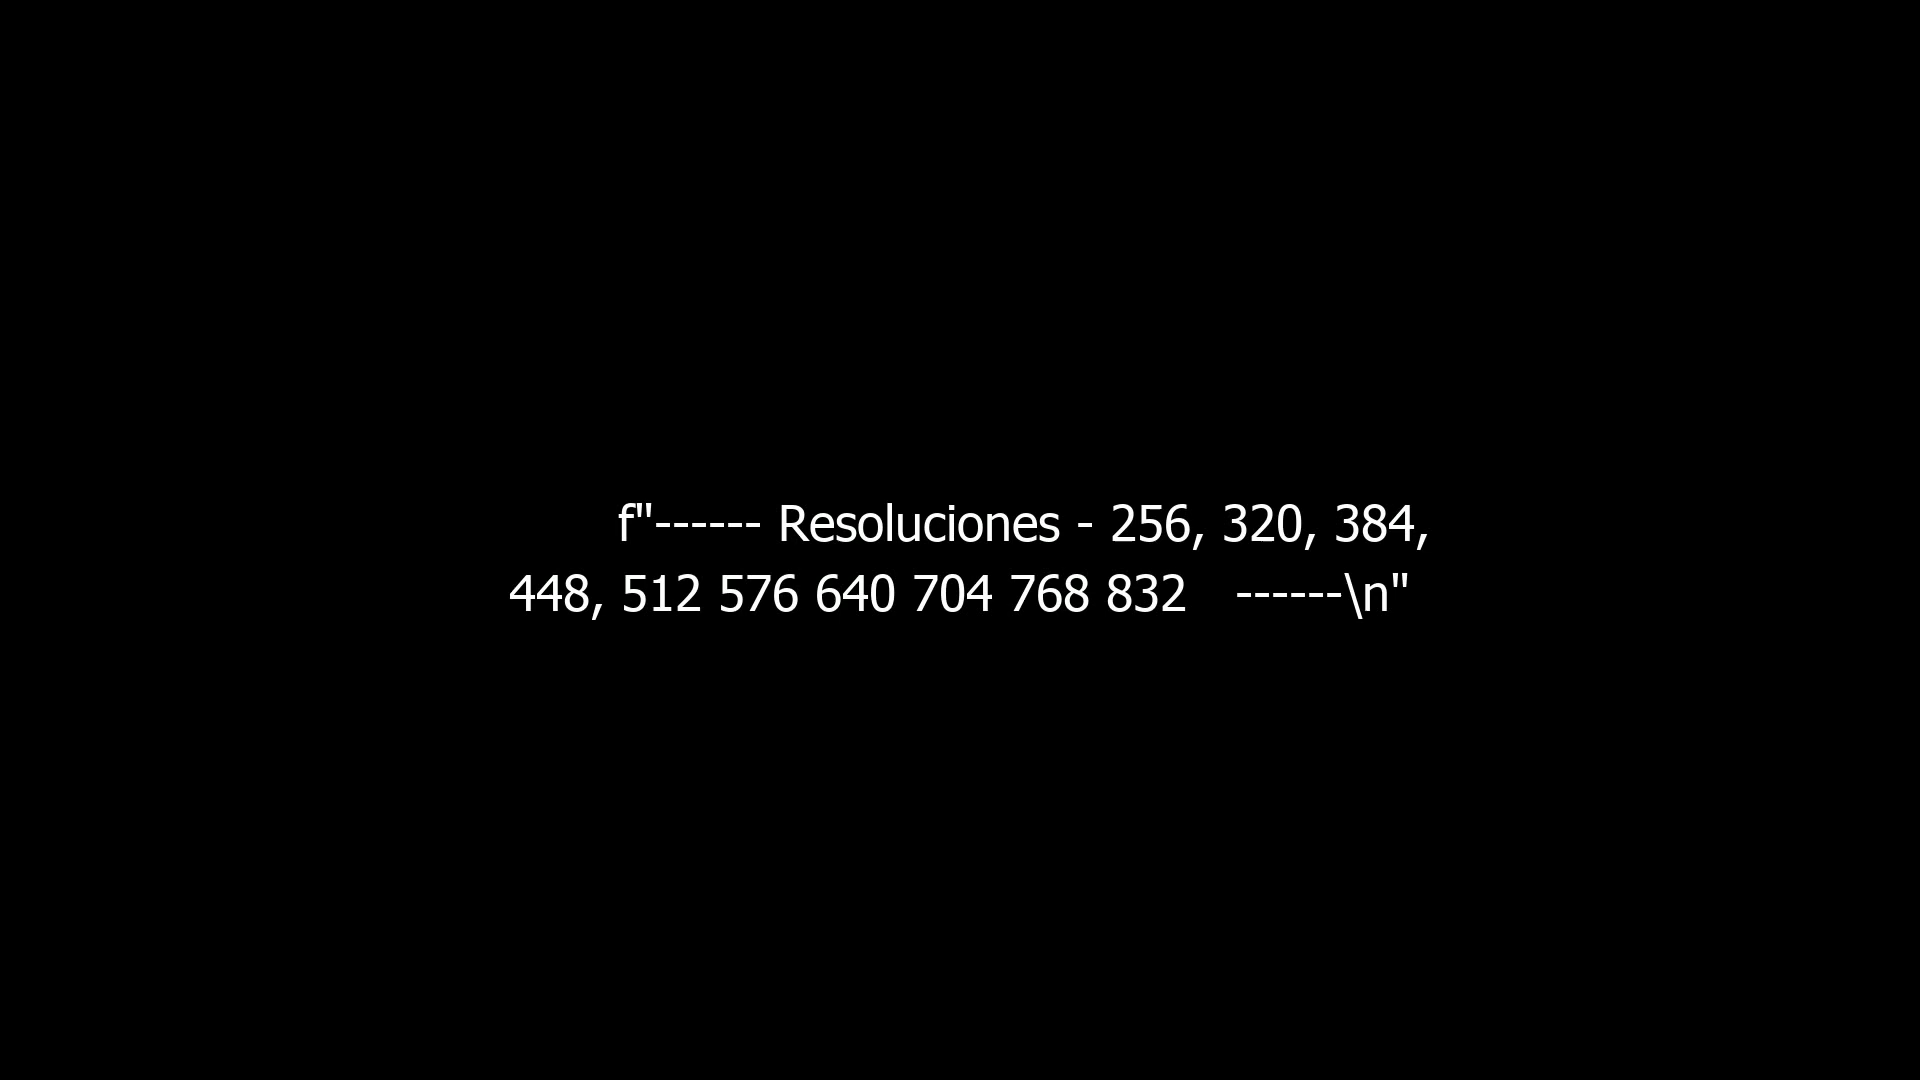 f"------ Resoluciones - 256, 320, 384,
448, 512 576 640 704 768 832   ------\n"